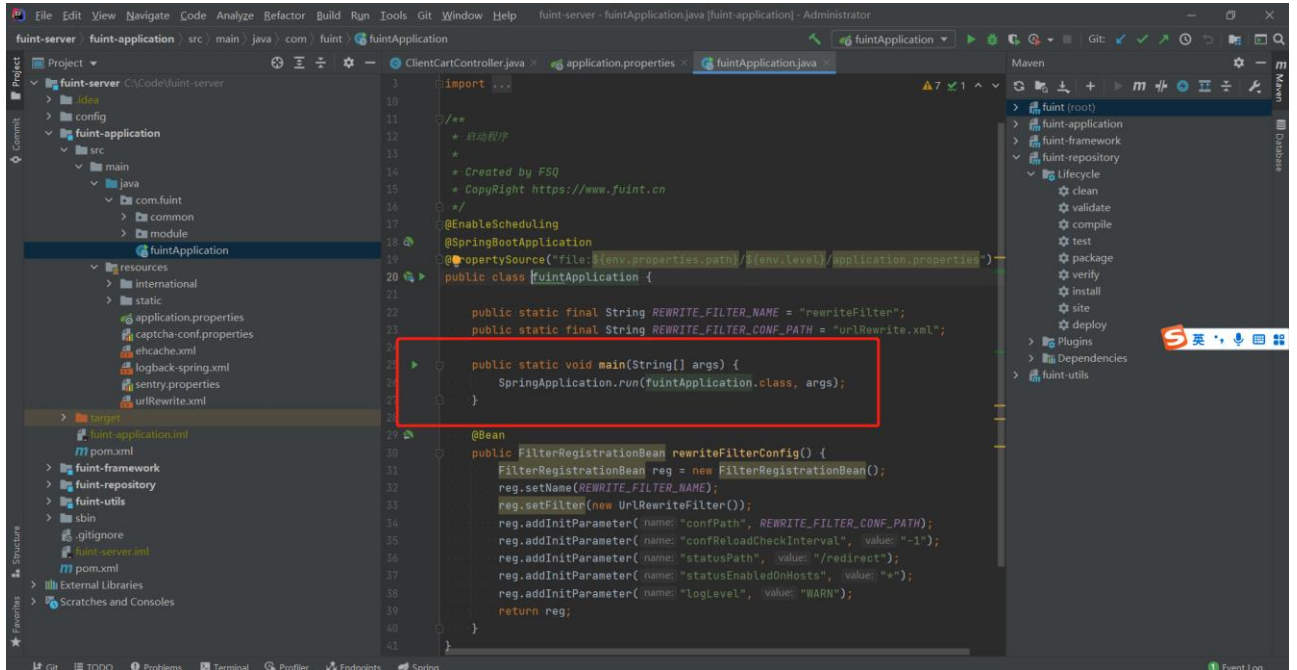 File Edit View Navigate Code Analyze Refactor Build Run Tools Git Window Help fuint-server - fuintApplication.java [fuint-application] - Administrator
fuint-server › fuint-application › src › main › java › com › fuint › fuintApplication
fuintApplication
Git:
Project
ClientCartController.java
application.properties
fuintApplication.java
Maven
fuint-server C:\Code\fuint-server
.idea
config
fuint-application
src
main
java
com.fuint
common
module
fuintApplication
resources
international
static
application.properties
captcha-conf.properties
ehcache.xml
logback-spring.xml
sentry.properties
urlRewrite.xml
target
fuint-application.iml
pom.xml
fuint-framework
fuint-repository
fuint-utils
sbin
.gitignore
fuint-server.iml
pom.xml
External Libraries
Scratches and Consoles
3 import ...
7 1
10
11 /**
12 * 启动程序
13 *
14 * Created by FSQ
15 * CopyRight https://www.fuint.cn
16 */
17 @EnableScheduling
18 @SpringBootApplication
19 @PropertySource("file:${env.properties.path}/${env.level}/application.properties")
20 public class fuintApplication {
21
22 public static final String REWRITE_FILTER_NAME = "rewriteFilter";
23 public static final String REWRITE_FILTER_CONF_PATH = "urlRewrite.xml";
24
25 public static void main(String[] args) {
26 SpringApplication.run(fuintApplication.class, args);
27 }
28
29 @Bean
30 public FilterRegistrationBean rewriteFilterConfig() {
31 FilterRegistrationBean reg = new FilterRegistrationBean();
32 reg.setName(REWRITE_FILTER_NAME);
33 reg.setFilter(new UrlRewriteFilter());
34 reg.addInitParameter( name: "confPath", REWRITE_FILTER_CONF_PATH);
35 reg.addInitParameter( name: "confReloadCheckInterval", value: "-1");
36 reg.addInitParameter( name: "statusPath", value: "/redirect");
37 reg.addInitParameter( name: "statusEnabledOnHosts", value: "*");
38 reg.addInitParameter( name: "logLevel", value: "WARN");
39 return reg;
40 }
41 }
fuint (root)
fuint-application
fuint-framework
fuint-repository
Lifecycle
clean
validate
compile
test
package
verify
install
site
deploy
Plugins
Dependencies
fuint-utils
英
Project
Commit
Structure
Favorites
Maven
Database
Git TODO Problems Terminal Profiler Endpoints Spring
1 Event Log